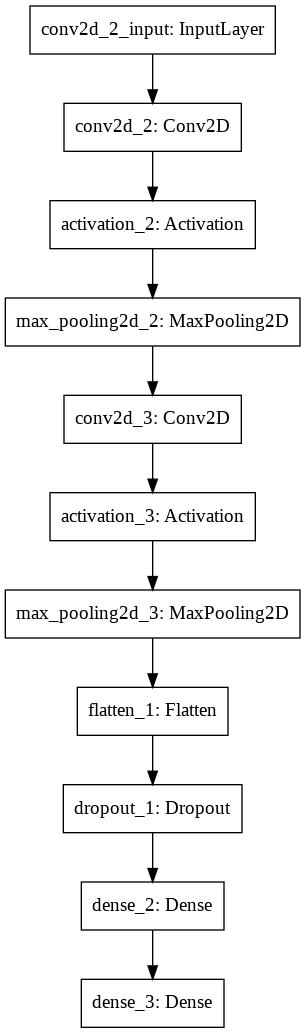 conv2d_2_input: InputLayer
conv2d_2: Conv2D
activation_2: Activation
max_pooling2d_2: MaxPooling2D
conv2d_3: Conv2D
activation_3: Activation
max_pooling2d_3: MaxPooling2D
flatten_1: Flatten
dropout_1: Dropout
dense_2: Dense
dense_3: Dense